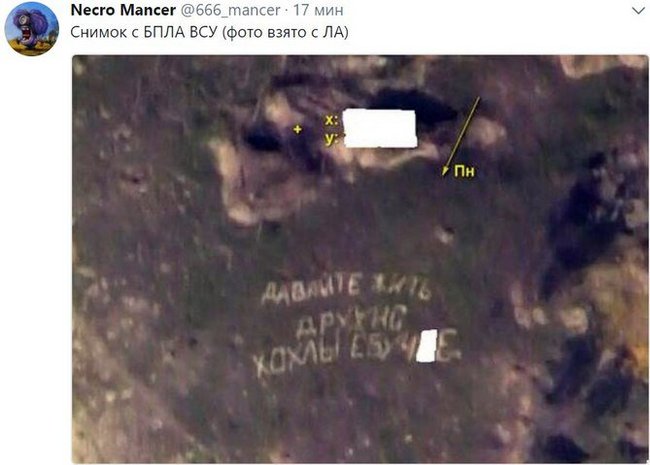 Necro Mancer @666_mancer · 17 мин
Снимок с БПЛА ВСУ (фото взято с ЛА)
x:
y:
Пн
ДАВАЙТЕ ЖИТЬ
ДРУЖНО
ХОХЛЫ